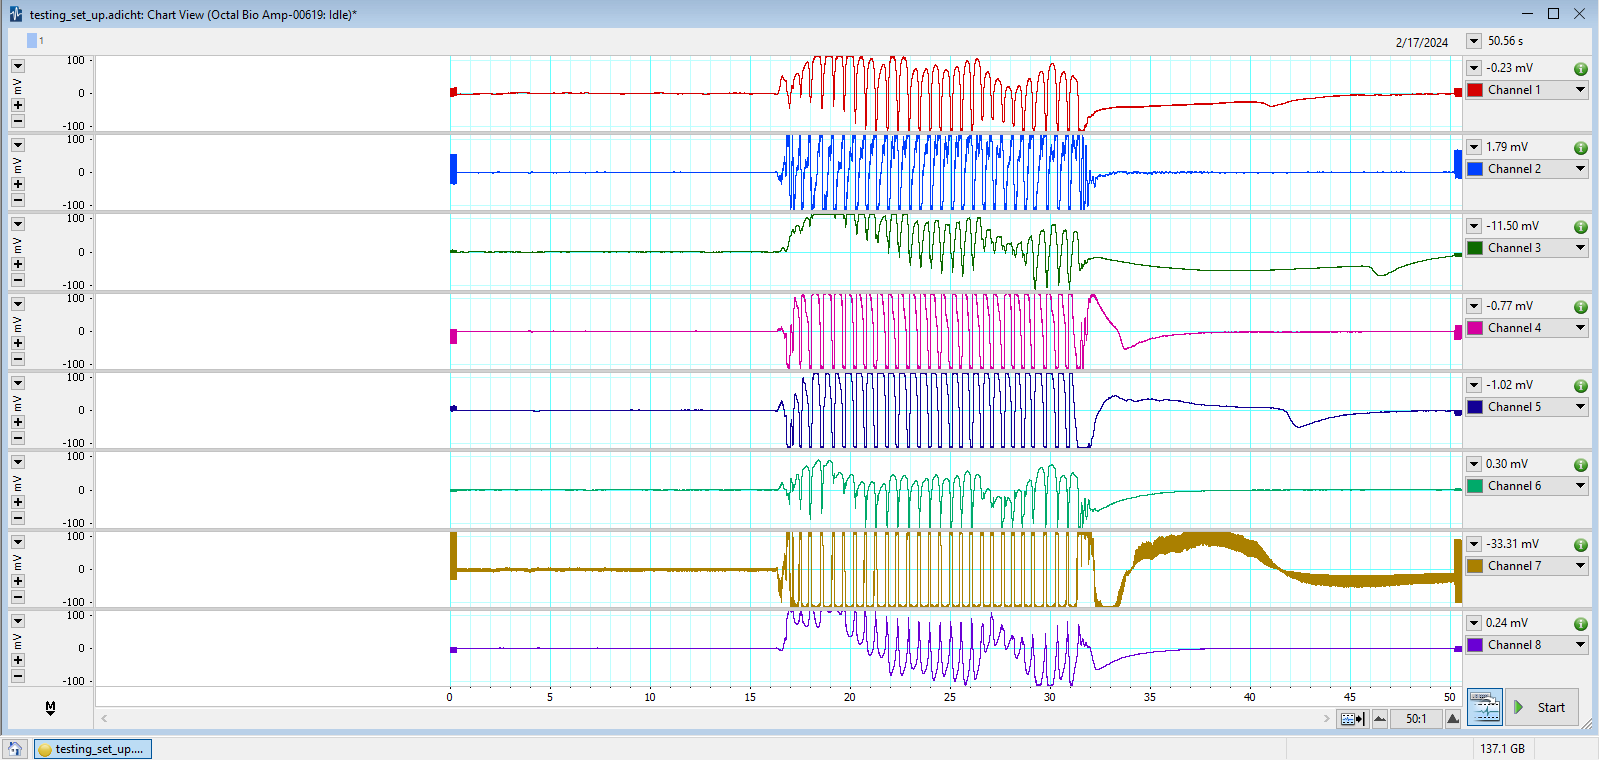 testing_set_up.adicht: Chart View (Octal Bio Amp-00619: Idle)*
1
2/17/2024
50.56 s
100
mV
0
-100
-0.23 mV
Channel 1
100
mV
0
-100
1.79 mV
Channel 2
100
mV
0
-100
-11.50 mV
Channel 3
100
mV
0
-100
-0.77 mV
Channel 4
100
mV
0
-100
-1.02 mV
Channel 5
100
mV
0
-100
0.30 mV
Channel 6
100
mV
0
-100
-33.31 mV
Channel 7
100
mV
0
-100
0.24 mV
Channel 8
M
0 5 10 15 20 25 30 35 40 45 50
50:1
Start
testing_set_up....
137.1 GB